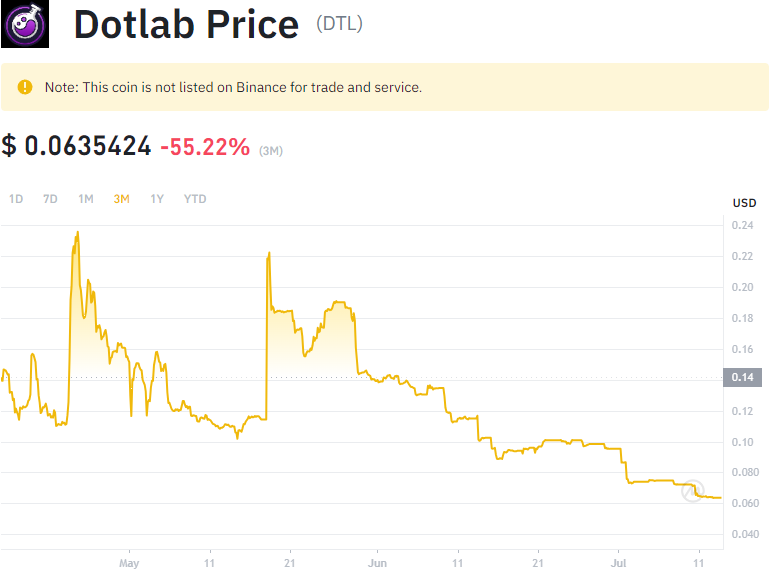 Dotlab Price (DTL)
Note: This coin is not listed on Binance for trade and service.
$ 0.0635424 -55.22% (3M)
1D 7D 1M 3M 1Y YTD
USD
0.24
0.22
0.20
0.18
0.16
0.14
0.12
0.10
0.080
0.060
0.040
May 11 21 Jun 11 21 Jul 11